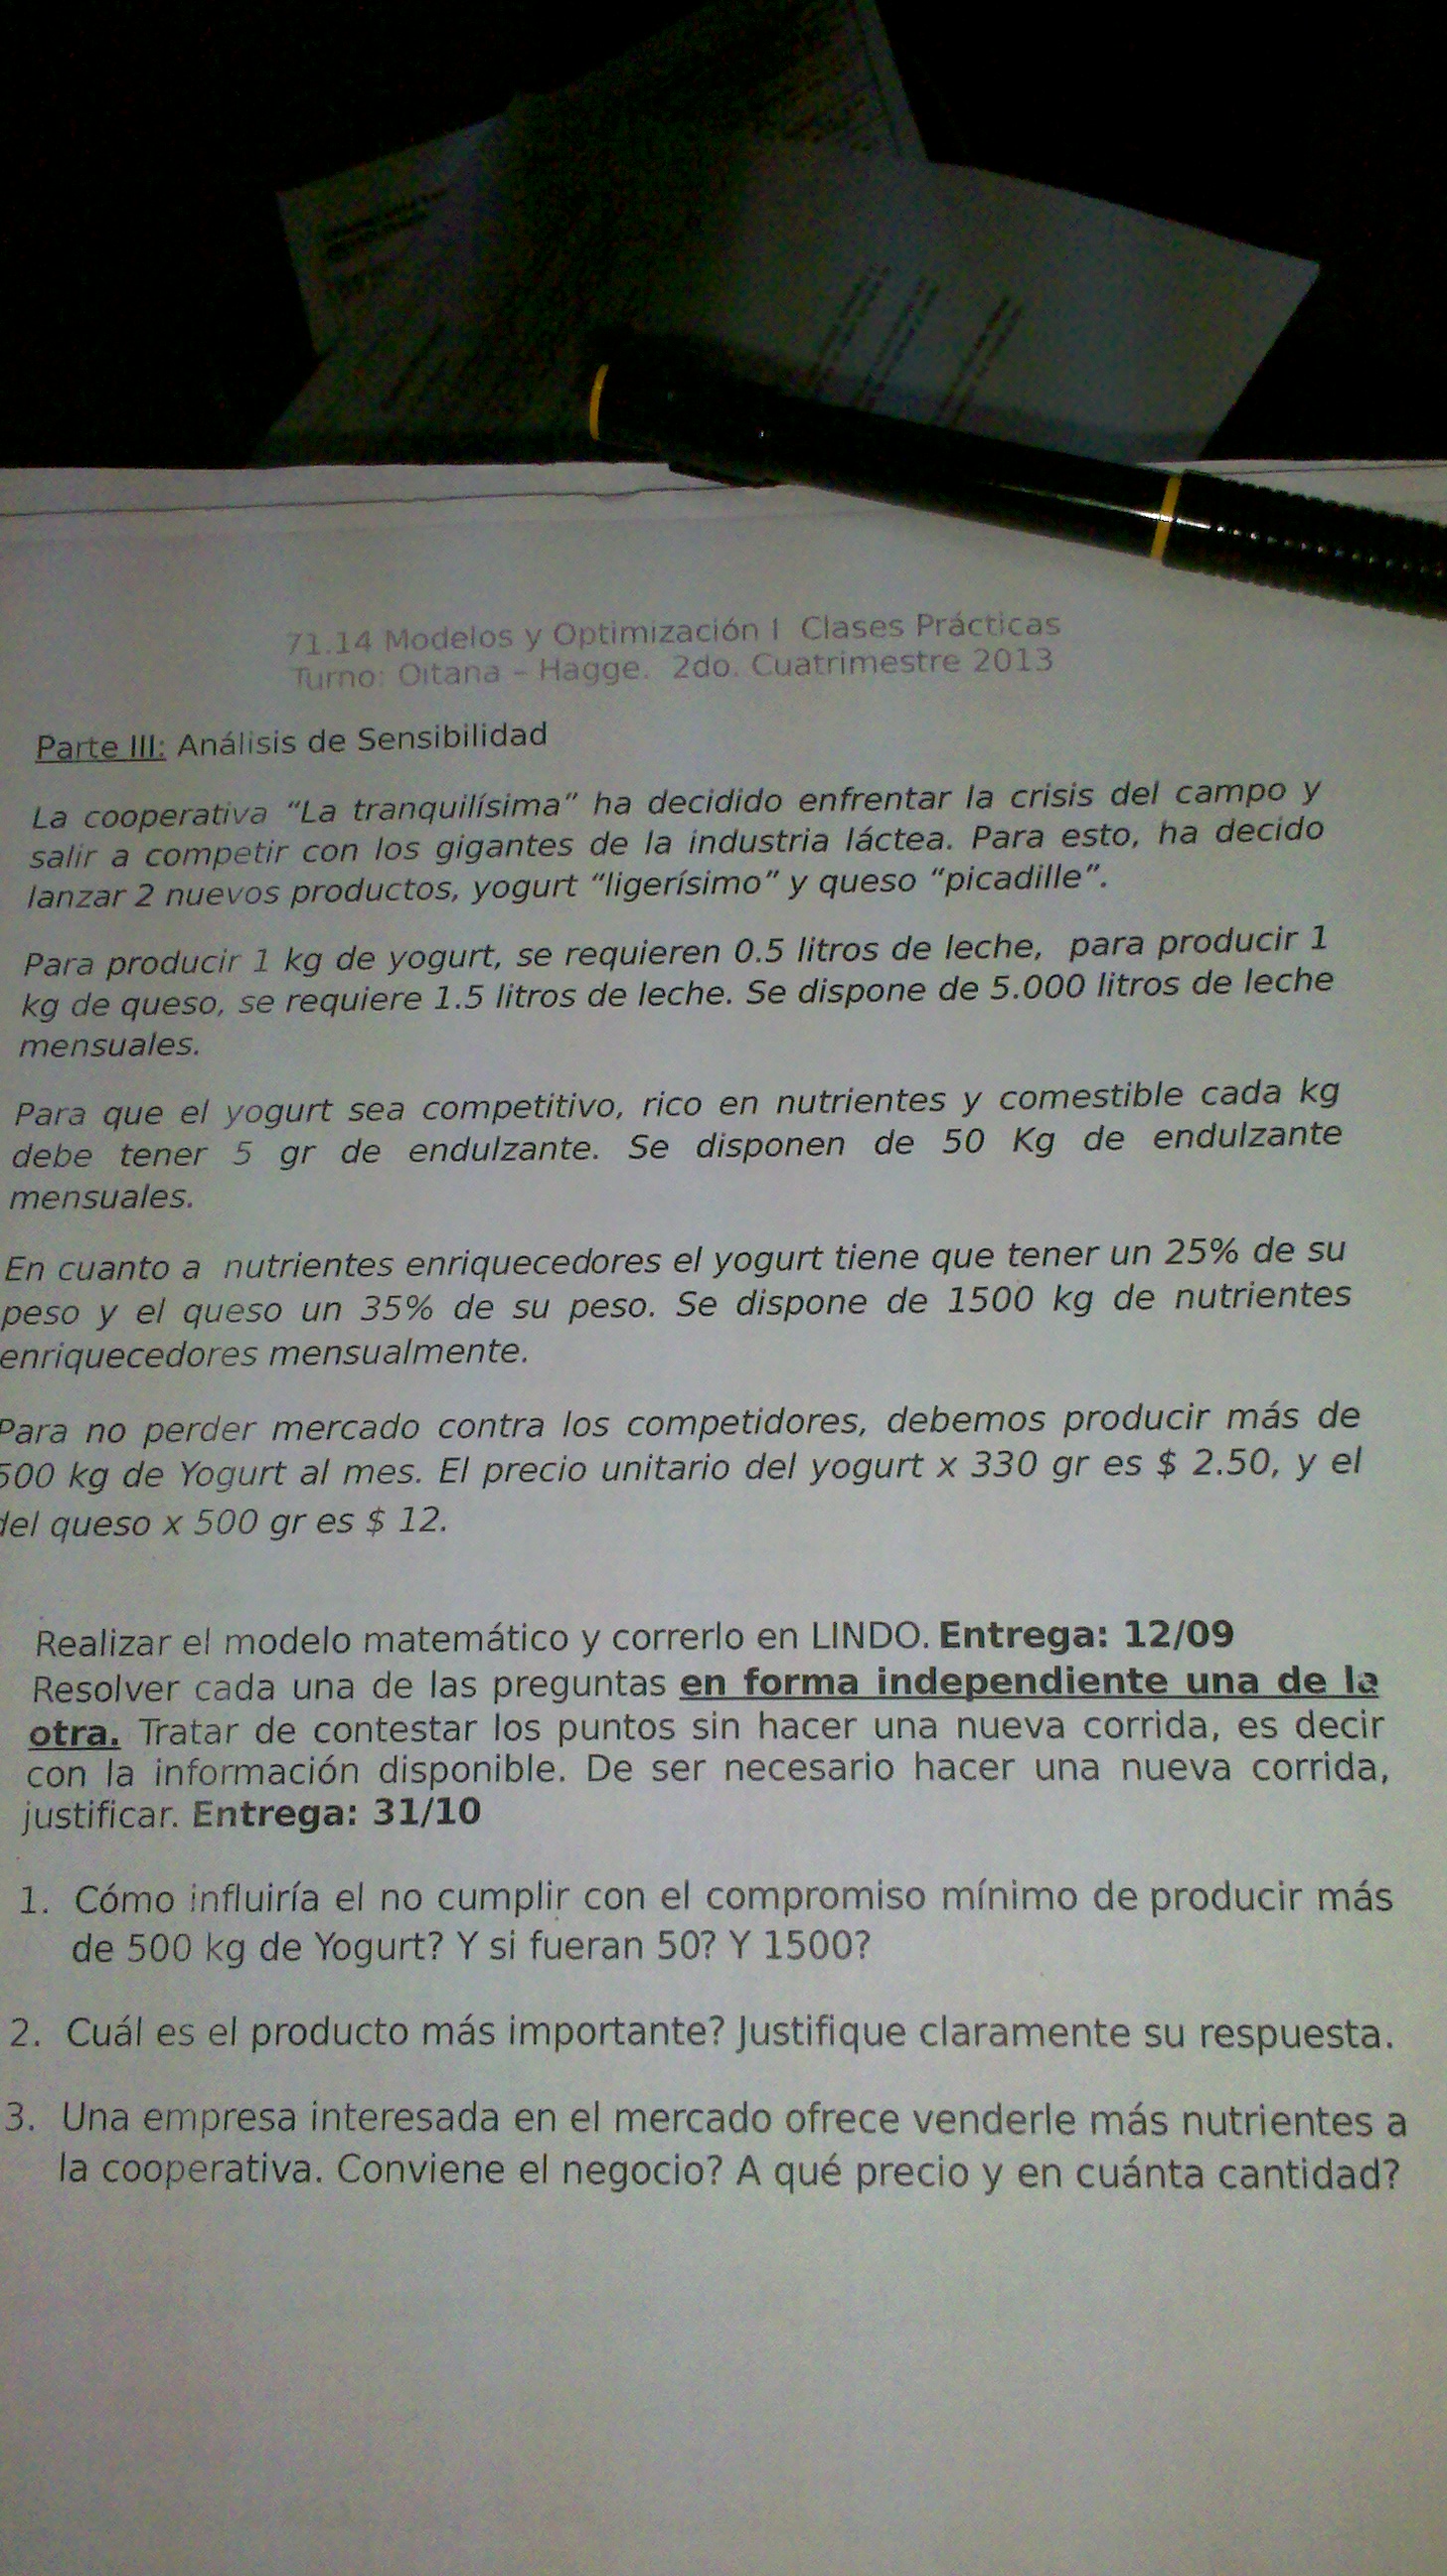 71.14 Modelos y Optimización I Clases Prácticas
Turno: Oitana – Hagge. 2do. Cuatrimestre 2013
Parte III: Análisis de Sensibilidad
La cooperativa “La tranquilísima” ha decidido enfrentar la crisis del campo y
salir a competir con los gigantes de la industria láctea. Para esto, ha decido
lanzar 2 nuevos productos, yogurt “ligerísimo” y queso “picadille”.
Para producir 1 kg de yogurt, se requieren 0.5 litros de leche, para producir 1
kg de queso, se requiere 1.5 litros de leche. Se dispone de 5.000 litros de leche
mensuales.
Para que el yogurt sea competitivo, rico en nutrientes y comestible cada kg
debe tener 5 gr de endulzante. Se disponen de 50 Kg de endulzante
mensuales.
En cuanto a nutrientes enriquecedores el yogurt tiene que tener un 25% de su
peso y el queso un 35% de su peso. Se dispone de 1500 kg de nutrientes
enriquecedores mensualmente.
Para no perder mercado contra los competidores, debemos producir más de
500 kg de Yogurt al mes. El precio unitario del yogurt x 330 gr es $ 2.50, y el
del queso x 500 gr es $ 12.
Realizar el modelo matemático y correrlo en LINDO. Entrega: 12/09
Resolver cada una de las preguntas en forma independiente una de la
otra. Tratar de contestar los puntos sin hacer una nueva corrida, es decir
con la información disponible. De ser necesario hacer una nueva corrida,
justificar. Entrega: 31/10
1. Cómo influiría el no cumplir con el compromiso mínimo de producir más
de 500 kg de Yogurt? Y si fueran 50? Y 1500?
2. Cuál es el producto más importante? Justifique claramente su respuesta.
3. Una empresa interesada en el mercado ofrece venderle más nutrientes a
la cooperativa. Conviene el negocio? A qué precio y en cuánta cantidad?